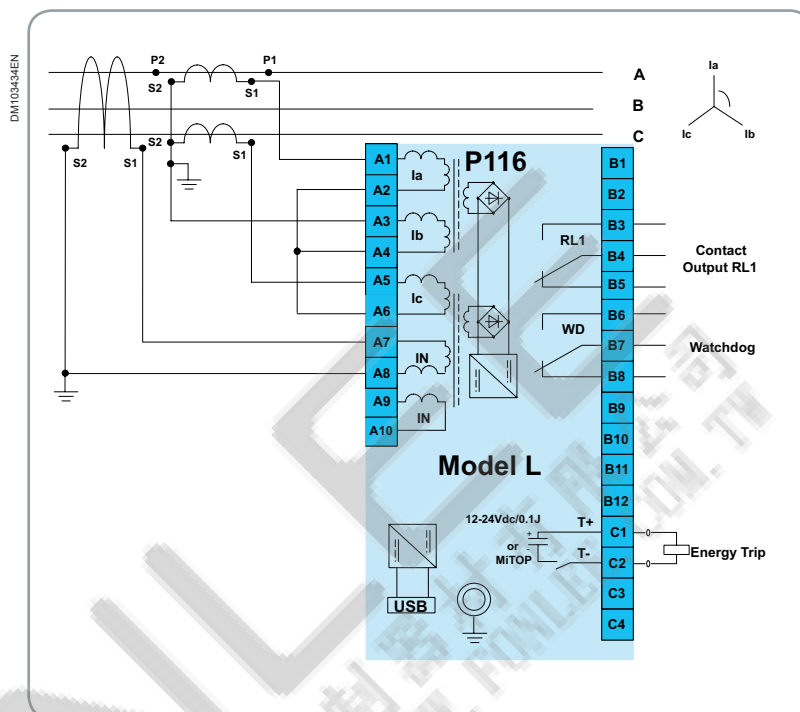 DM103434EN
P2
P1
A
S2
S1
B
C
S2
S1
S2
S1
Ia
Ic
Ib
P116
Model L
A1
A2
A3
A4
A5
A6
A7
A8
A9
A10
Ia
Ib
Ic
IN
IN
RL1
WD
B1
B2
B3
B4
B5
B6
B7
B8
B9
B10
B11
B12
C1
C2
C3
C4
Contact
Output RL1
Watchdog
12-24Vdc/0.1J
or
MiTOP
+
-
T+
T-
Energy Trip
USB